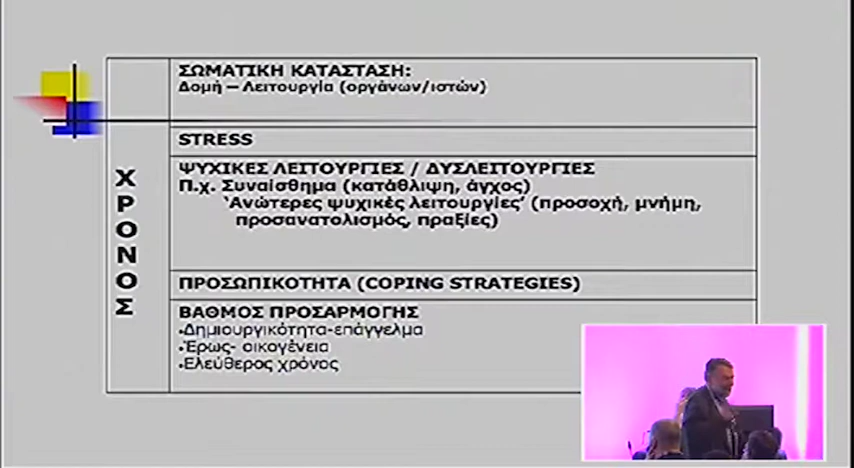 ΧΡΟΝΟΣ
ΣΩΜΑΤΙΚΗ ΚΑΤΑΣΤΑΣΗ:
Δομή – Λειτουργία (οργάνων/ιστών)
STRESS
ΨΥΧΙΚΕΣ ΛΕΙΤΟΥΡΓΙΕΣ / ΔΥΣΛΕΙΤΟΥΡΓΙΕΣ
Π.χ. Συναίσθημα (κατάθλιψη, άγχος)
‘Ανώτερες ψυχικές λειτουργίες’ (προσοχή, μνήμη,
προσανατολισμός, πραξίες)
ΠΡΟΣΩΠΙΚΟΤΗΤΑ (COPING STRATEGIES)
ΒΑΘΜΟΣ ΠΡΟΣΑΡΜΟΓΗΣ
•Δημιουργικότητα-επάγγελμα
•Έρως- οικογένεια
•Ελεύθερος χρόνος